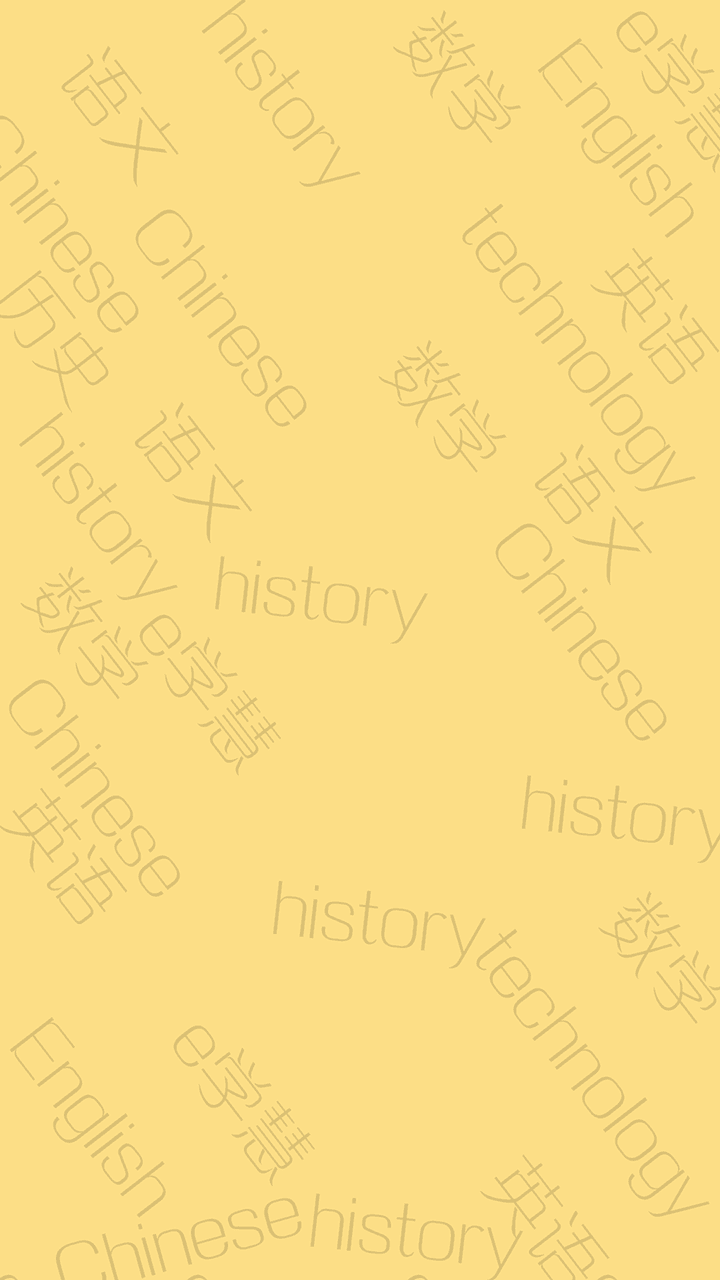 history
数学
e学慧
语文
English
Chinese
Chinese
technology
英语
历史
数学
语文
history
语文
history
Chinese
数学
e学慧
Chinese
英语
history
history
数学
technology
English
e学慧
英语
Chinese
history